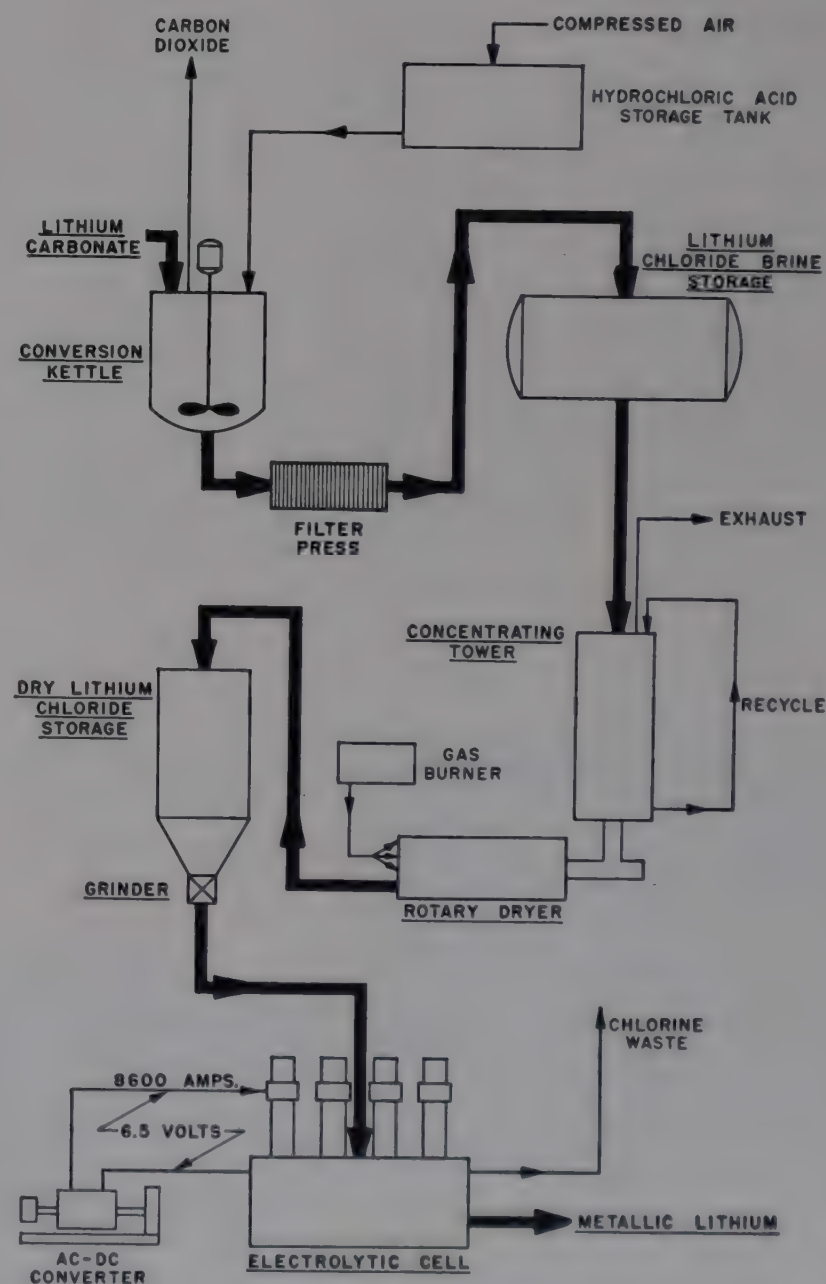 CARBON
DIOXIDE
COMPRESSED AIR
HYDROCHLORIC ACID
STORAGE TANK
LITHIUM
CARBONATE
LITHIUM
CHLORIDE BRINE
STORAGE
CONVERSION
KETTLE
FILTER
PRESS
EXHAUST
CONCENTRATING
TOWER
RECYCLE
DRY LITHIUM
CHLORIDE
STORAGE
GAS
BURNER
GRINDER
ROTARY DRYER
CHLORINE
WASTE
8600 AMPS.
6.5 VOLTS
METALLIC LITHIUM
ELECTROLYTIC CELL
AC-DC
CONVERTER